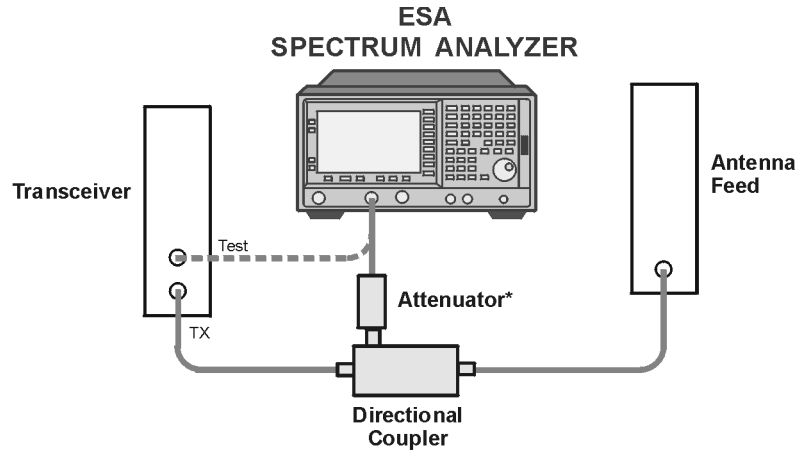 ESA
SPECTRUM ANALYZER
Transceiver
Test
TX
Attenuator*
Directional
Coupler
Antenna
Feed